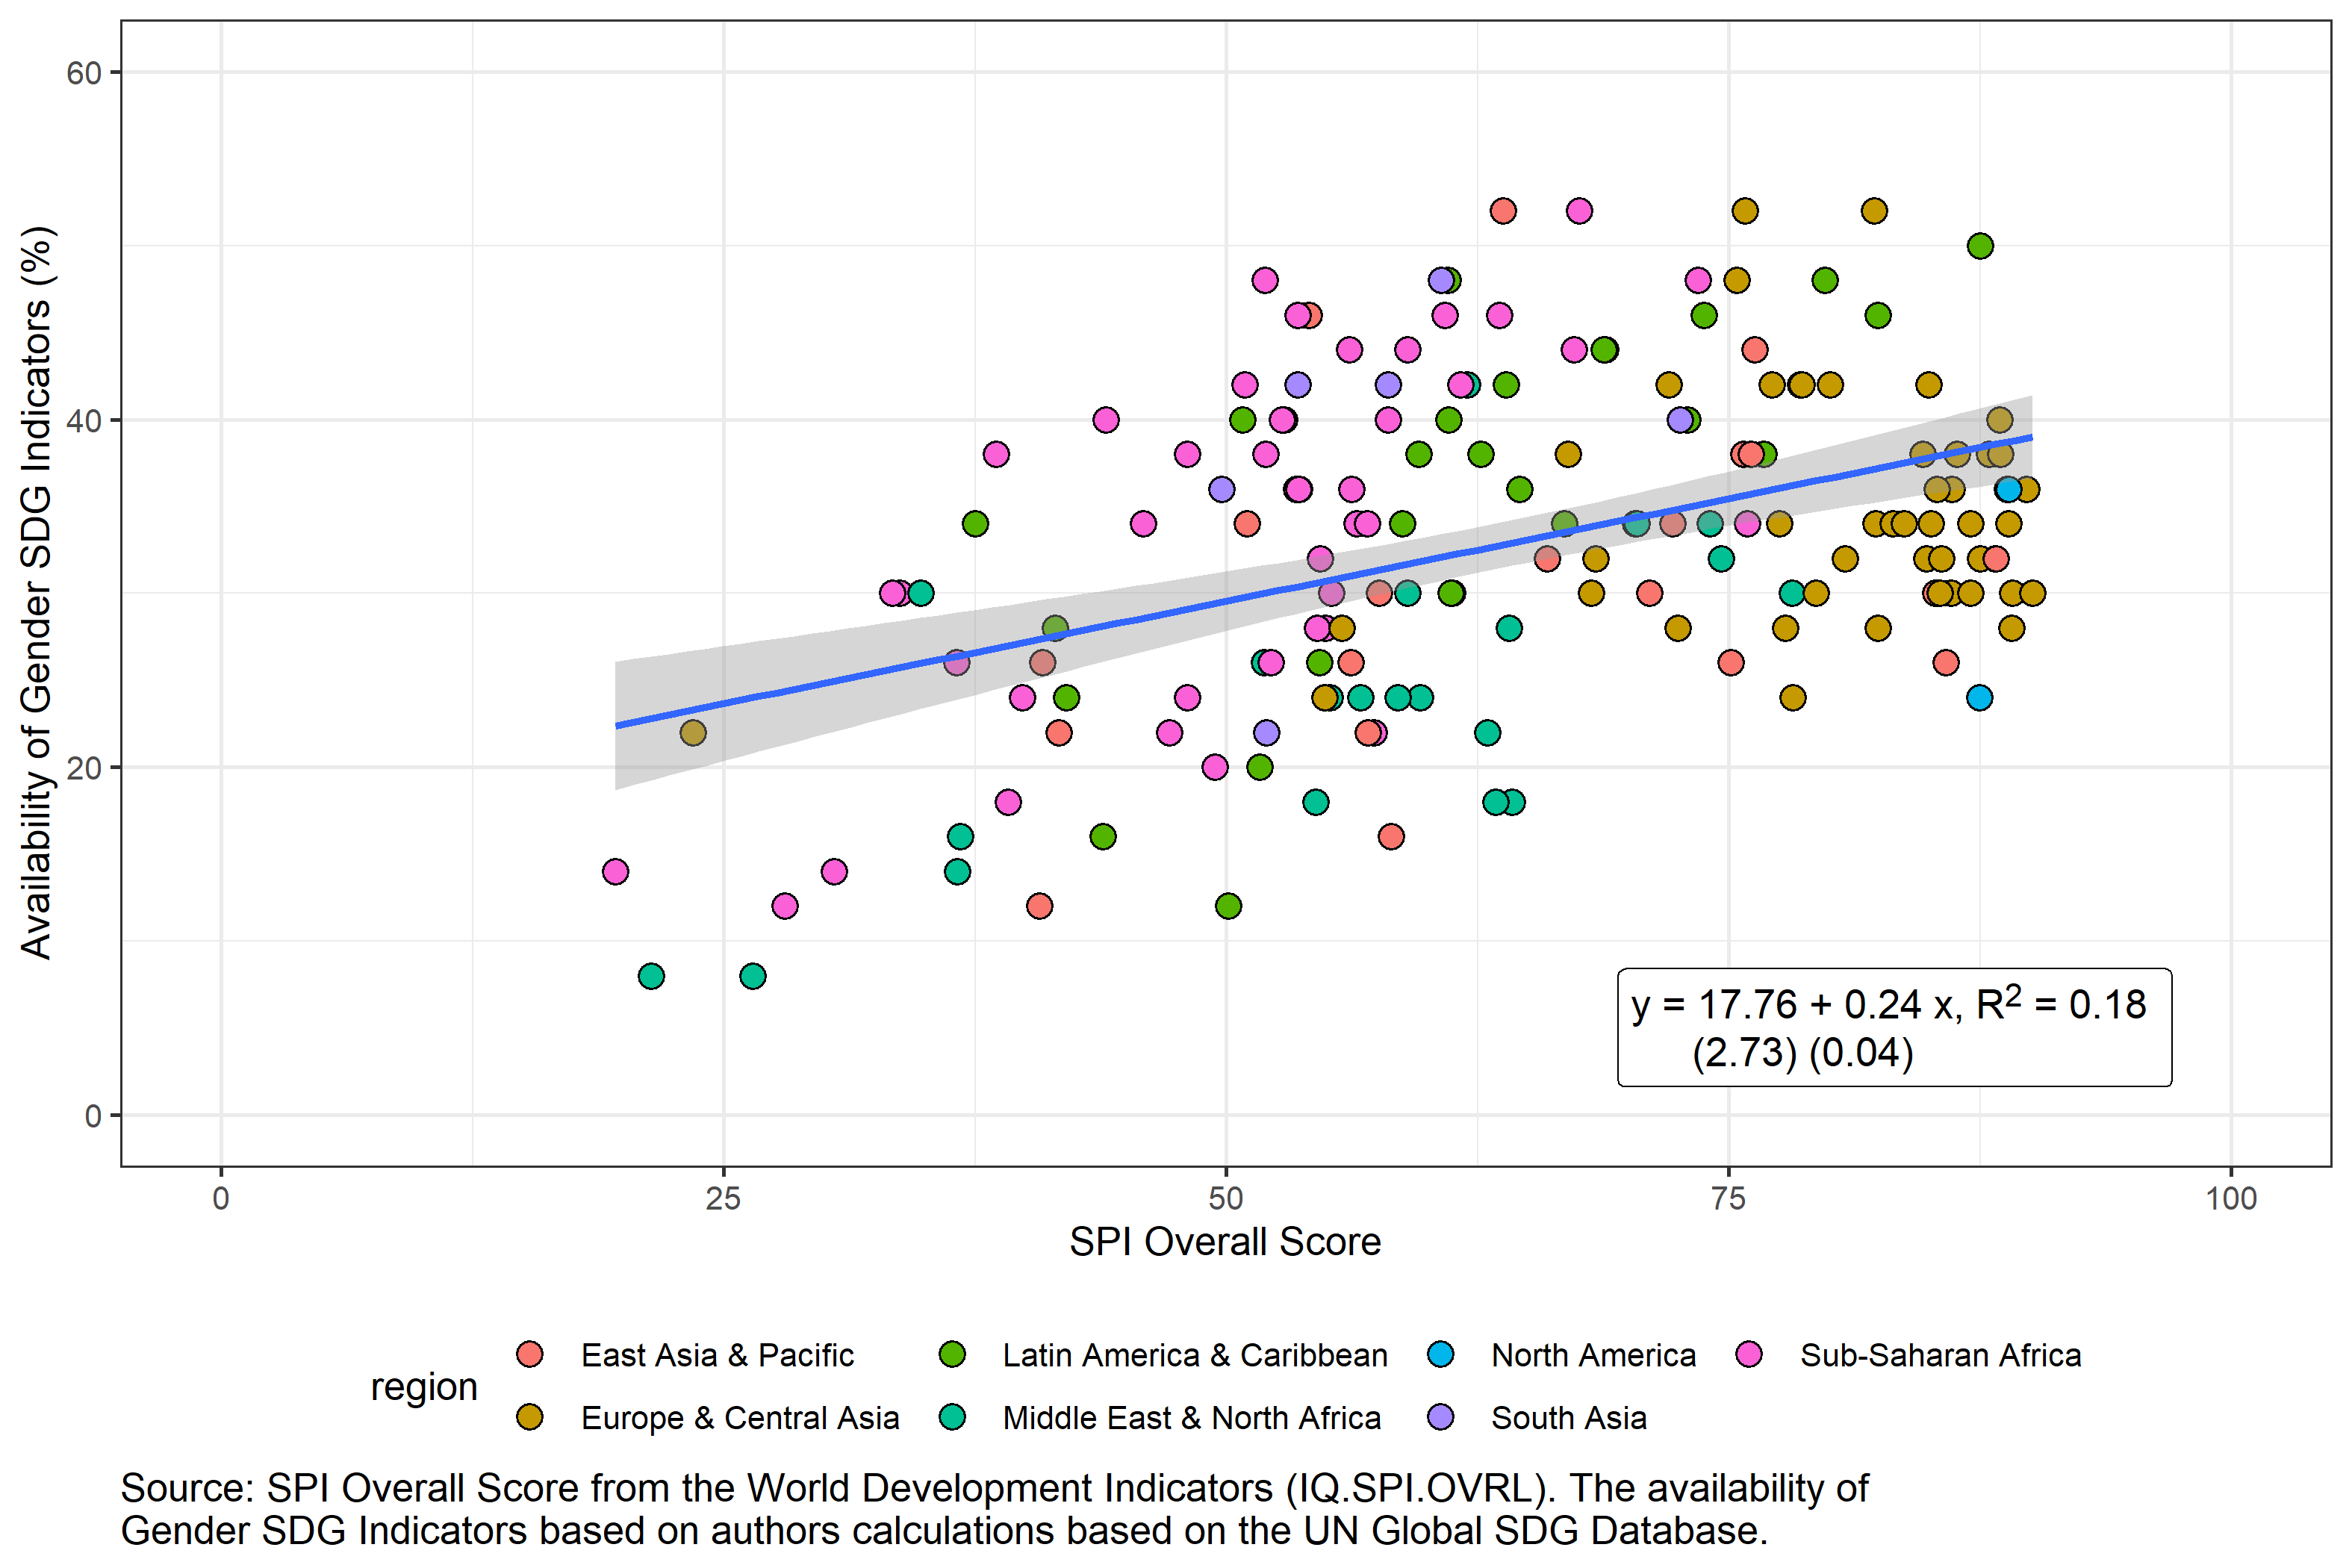 60
40
20
0
Availability of Gender SDG Indicators (%)
y = 17.76 + 0.24 x, R² = 0.18
(2.73) (0.04)
0 25 50 75 100
SPI Overall Score
region
East Asia & Pacific
Latin America & Caribbean
North America
Sub-Saharan Africa
Europe & Central Asia
Middle East & North Africa
South Asia
Source: SPI Overall Score from the World Development Indicators (IQ.SPI.OVRL). The availability of
Gender SDG Indicators based on authors calculations based on the UN Global SDG Database.